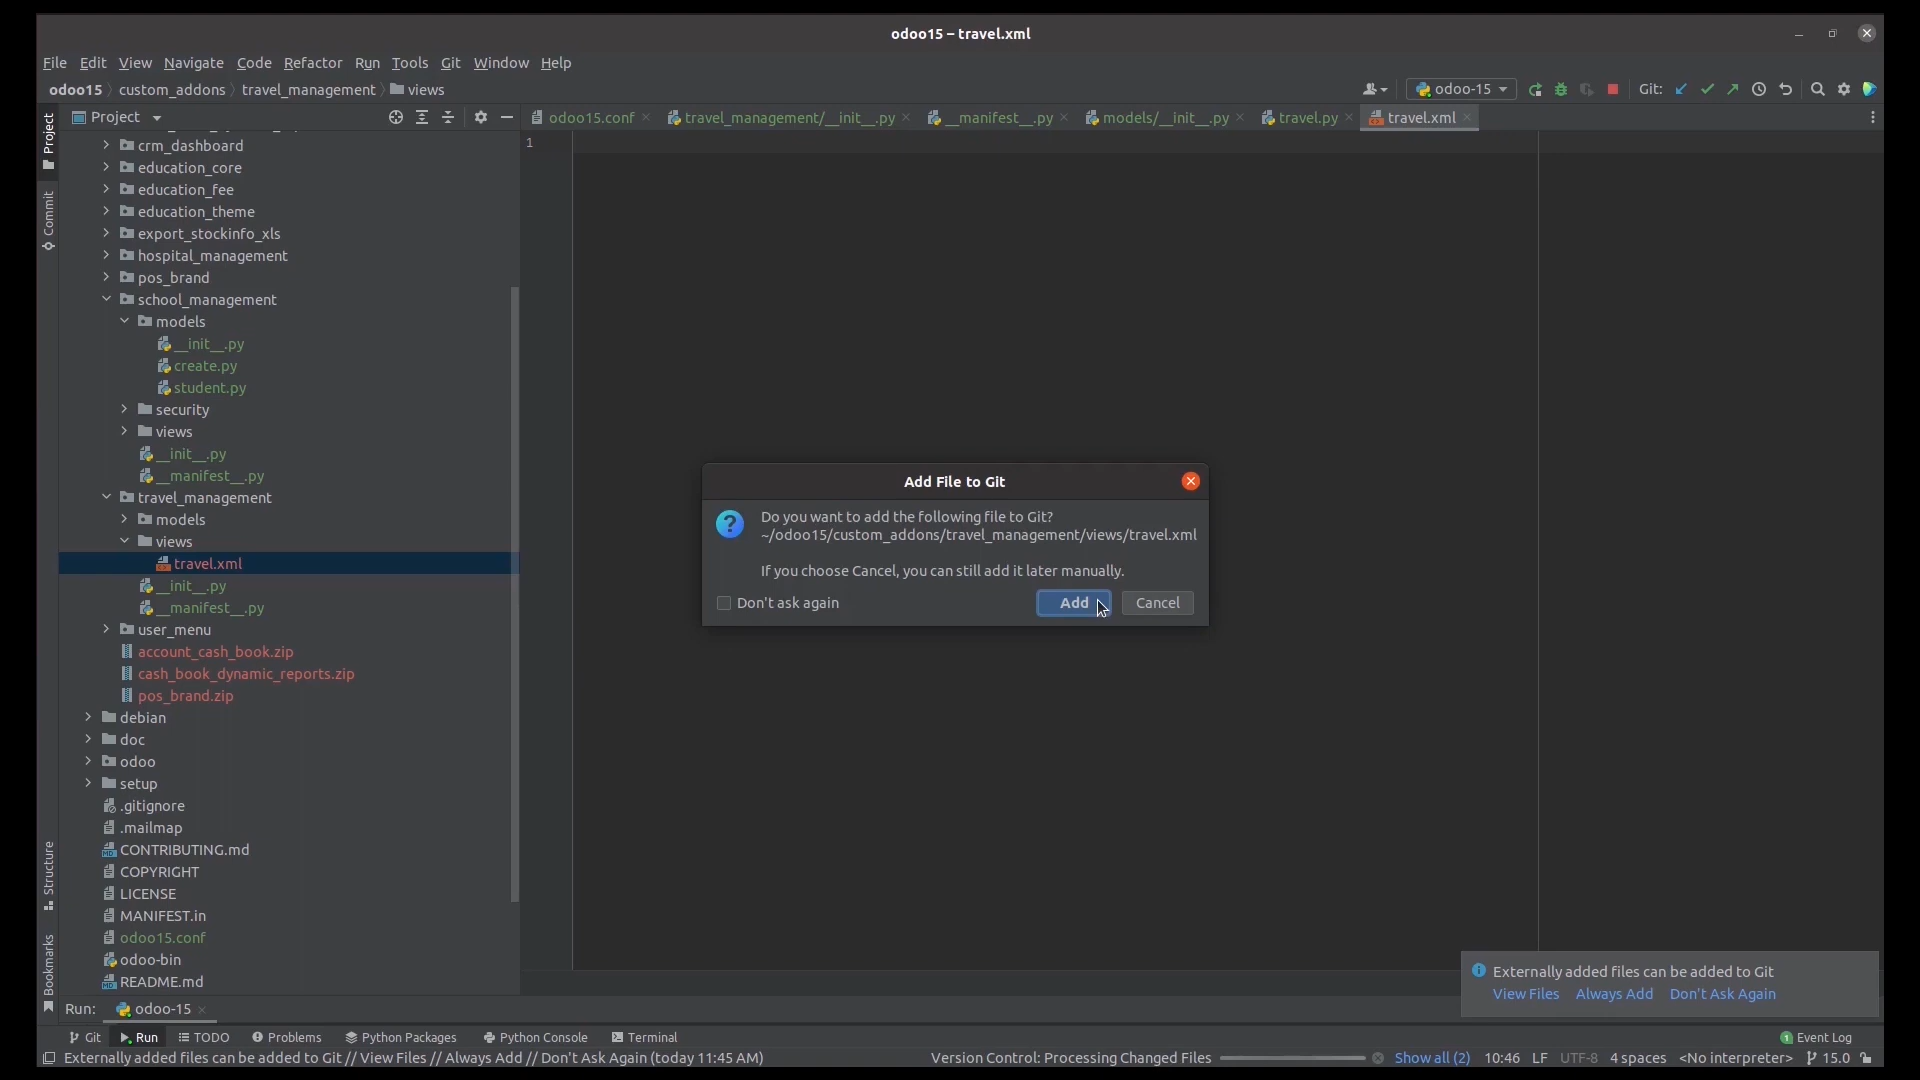 odoo15 – travel.xml
File Edit View Navigate Code Refactor Run Tools Git Window Help
odoo15 custom_addons travel_management views
odoo-15 Git:
Project
odoo15.conf travel_management/__init__.py __manifest__.py models/__init__.py travel.py travel.xml
1
Project
Commit
Structure
Bookmarks
crm_dashboard
education_core
education_fee
education_theme
export_stockinfo_xls
hospital_management
pos_brand
school_management
models
__init__.py
create.py
student.py
security
views
__init__.py
__manifest__.py
travel_management
models
views
travel.xml
__init__.py
__manifest__.py
user_menu
account_cash_book.zip
cash_book_dynamic_reports.zip
pos_brand.zip
debian
doc
odoo
setup
.gitignore
.mailmap
CONTRIBUTING.md
COPYRIGHT
LICENSE
MANIFEST.in
odoo15.conf
odoo-bin
README.md
Add File to Git
Do you want to add the following file to Git?
~/odoo15/custom_addons/travel_management/views/travel.xml
If you choose Cancel, you can still add it later manually.
Don't ask again Add Cancel
Externally added files can be added to Git
View Files Always Add Don't Ask Again
Run: odoo-15
Git Run TODO Problems Python Packages Python Console Terminal 1 Event Log
Externally added files can be added to Git // View Files // Always Add // Don't Ask Again (today 11:45 AM) Version Control: Processing Changed Files Show all (2) 10:46 LF UTF-8 4 spaces <No interpreter> 15.0